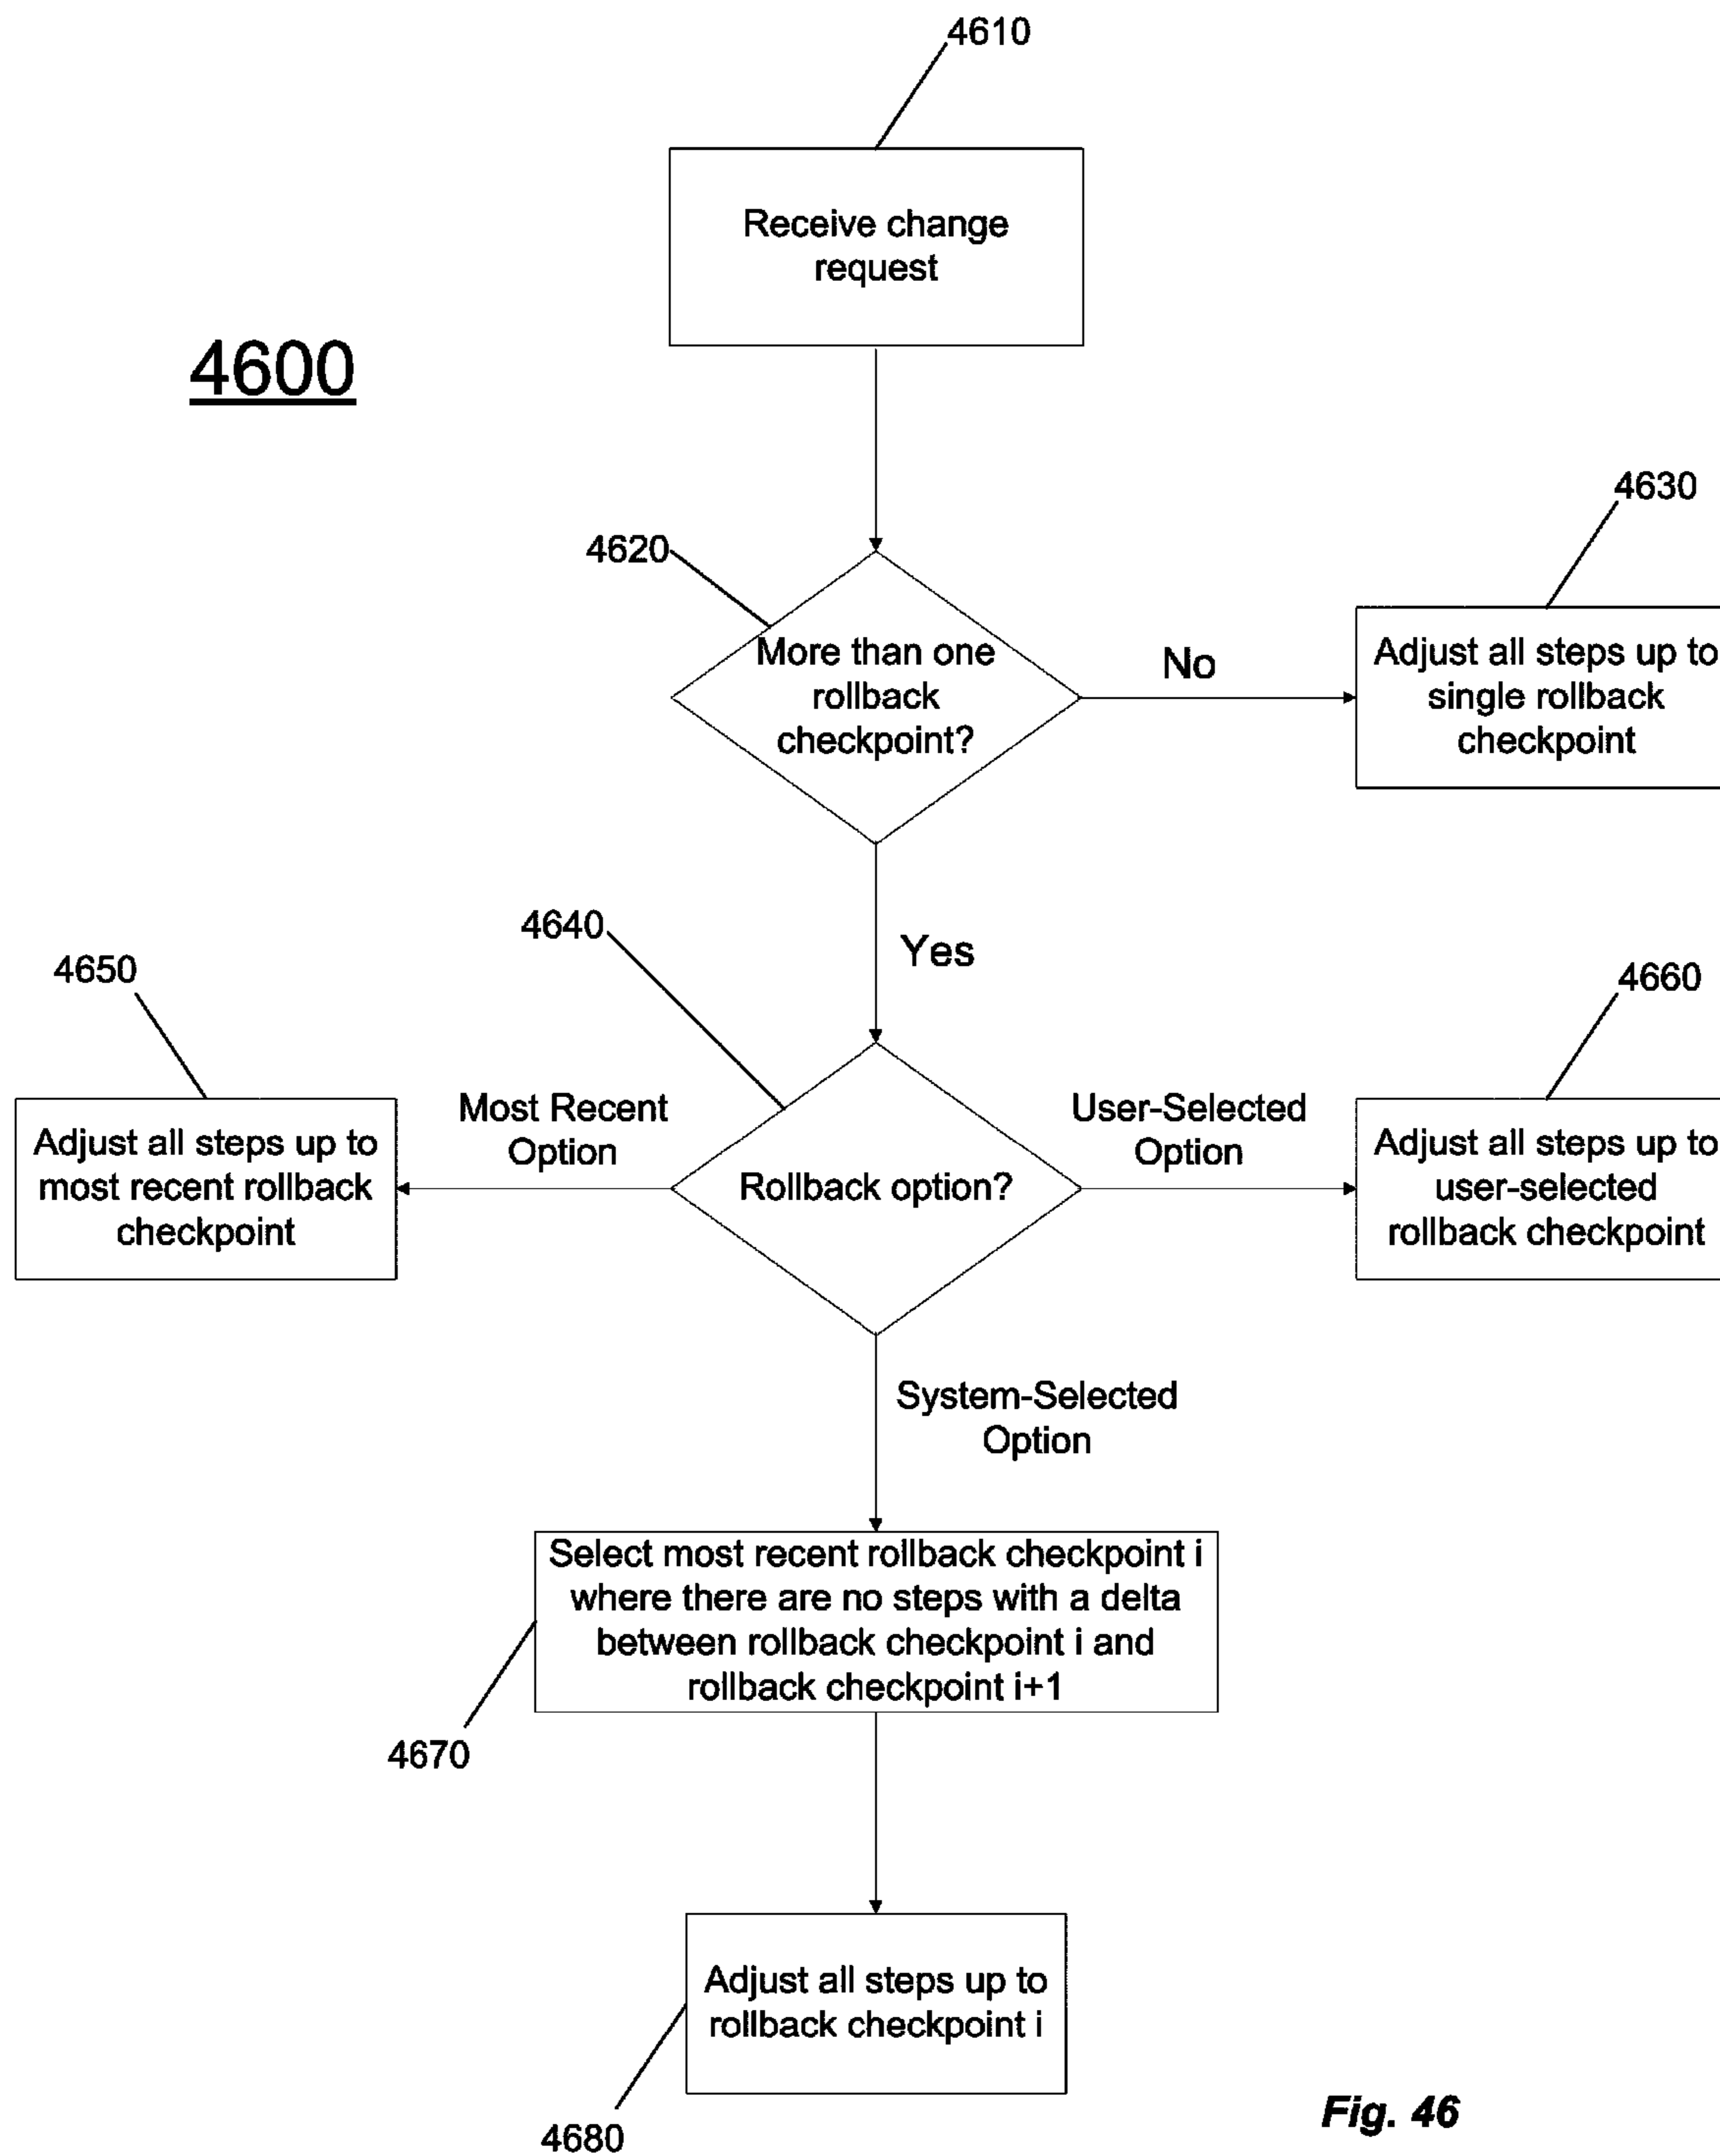 4610
Receive change
request
4600
4630
4620
More than one
rollback
checkpoint?
No
Adjust all steps up to
single rollback
checkpoint
4640
Yes
4650
4660
Most Recent
Option
User-Selected
Option
Adjust all steps up to
most recent rollback
checkpoint
Rollback option?
Adjust all steps up to
user-selected
rollback checkpoint
System-Selected
Option
Select most recent rollback checkpoint i
where there are no steps with a delta
between rollback checkpoint i and
rollback checkpoint i+1
4670
Adjust all steps up to
rollback checkpoint i
4680
Fig. 46